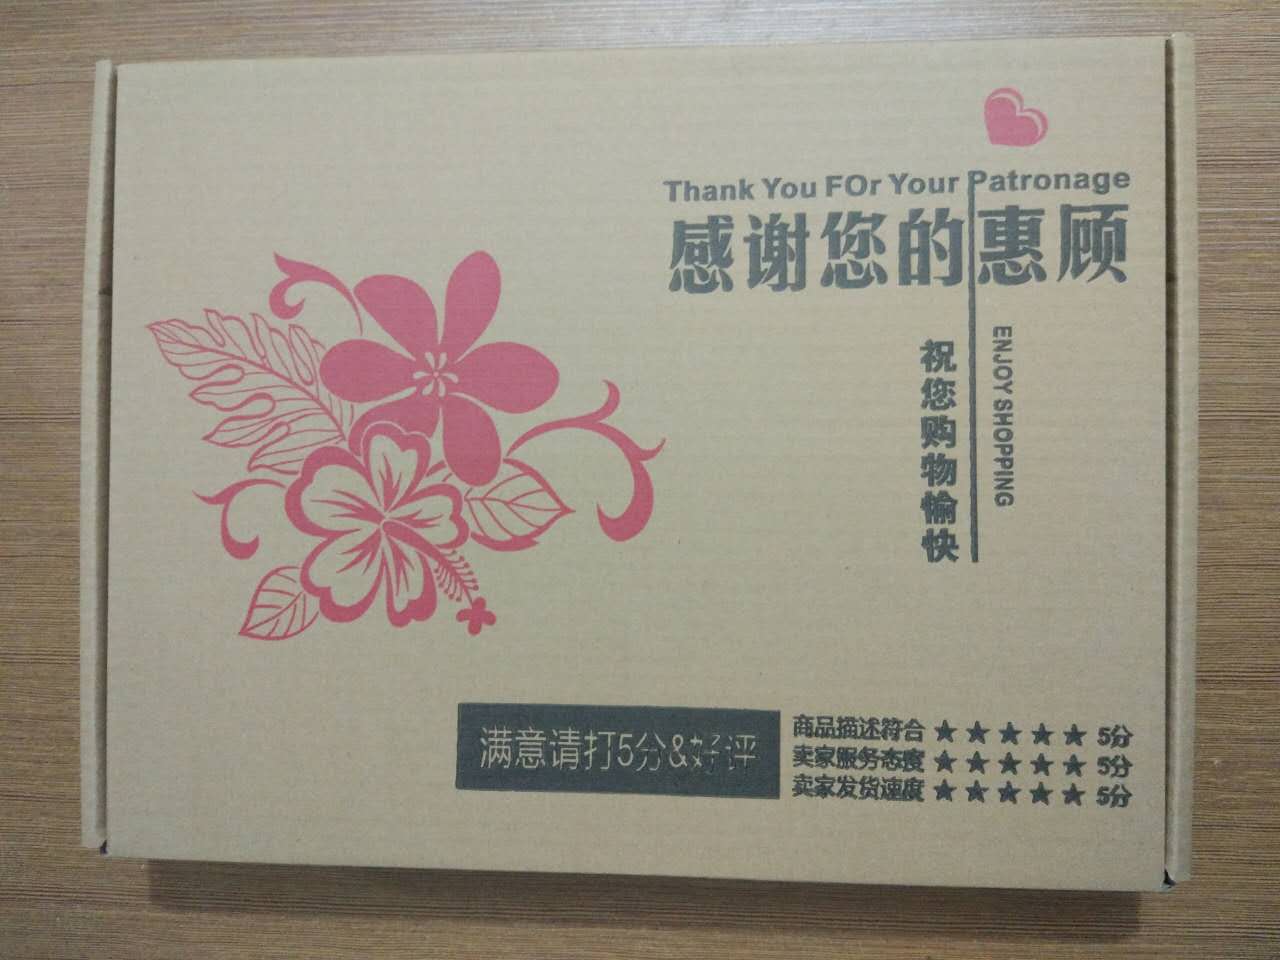 Thank You FOr Your Patronage
感谢您的惠顾
祝您购物愉快
ENJOY SHOPPING
满意请打5分&好评
商品描述符合 ★ ★ ★ ★ ★ 5分
卖家服务态度 ★ ★ ★ ★ ★ 5分
卖家发货速度 ★ ★ ★ ★ ★ 5分